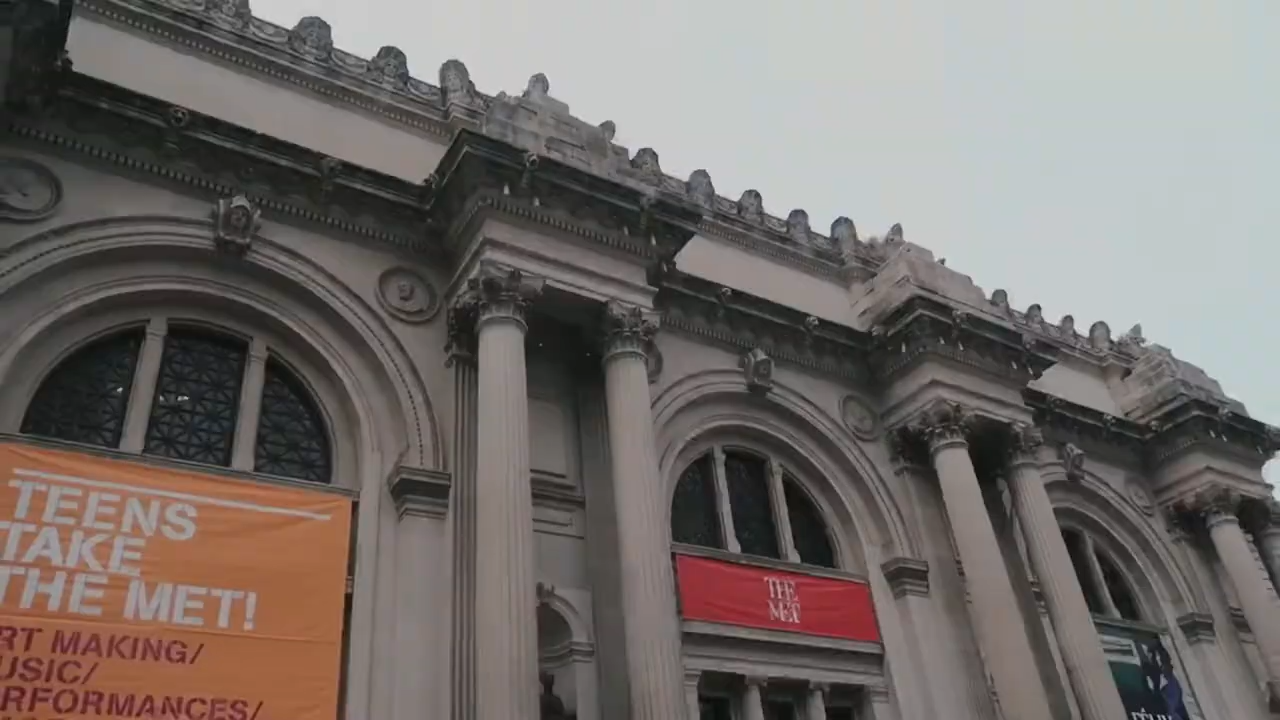 TEENS
TAKE
THE MET!
RT MAKING/
USIC/
RFORMANCES/
THE
MET